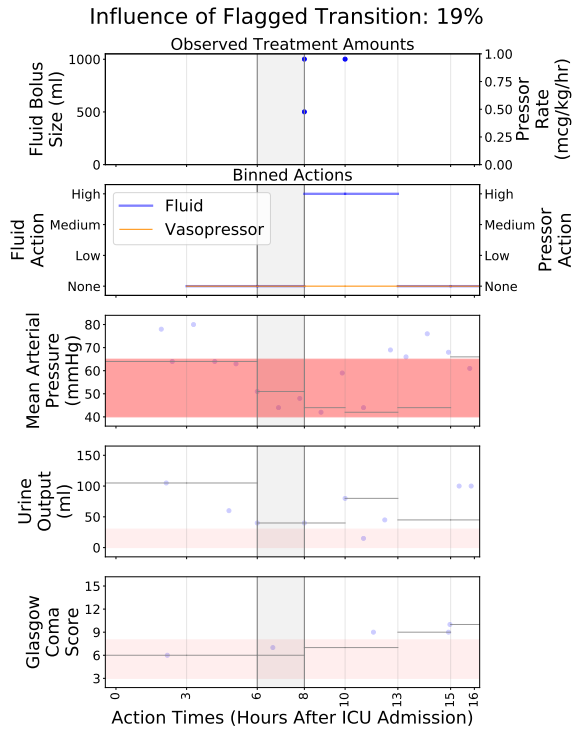 Influence of Flagged Transition: 19%
Observed Treatment Amounts
Fluid Bolus
Size (ml)
1000
500
0
1.00
0.75
0.50
0.25
0.00
Pressor
Rate
(mcg/kg/hr)
Binned Actions
Fluid
Action
High
Medium
Low
None
Fluid
Vasopressor
High
Medium
Low
None
Pressor
Action
Mean Arterial
Pressure
(mmHg)
80
70
60
50
40
Urine
Output
(ml)
150
100
50
0
Glasgow
Coma
Score
15
12
9
6
3
0 3 6 8 10 13 15 16
Action Times (Hours After ICU Admission)